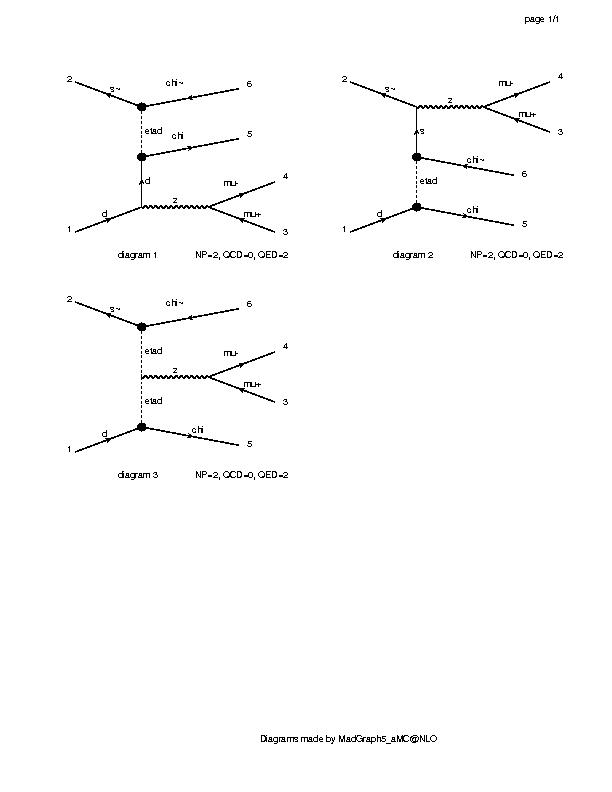 page 1/1
2
s~
chi~
6
etad
chi
5
d
mu-
4
z
d
mu+
1
3
diagram 1 NP=2, QCD=0, QED=2
2
s~
mu-
4
z
s
mu+
3
chi~
6
etad
d
chi
1
5
diagram 2 NP=2, QCD=0, QED=2
2
s~
chi~
6
etad
mu-
4
z
etad
mu+
3
d
chi
1
5
diagram 3 NP=2, QCD=0, QED=2
Diagrams made by MadGraph5_aMC@NLO